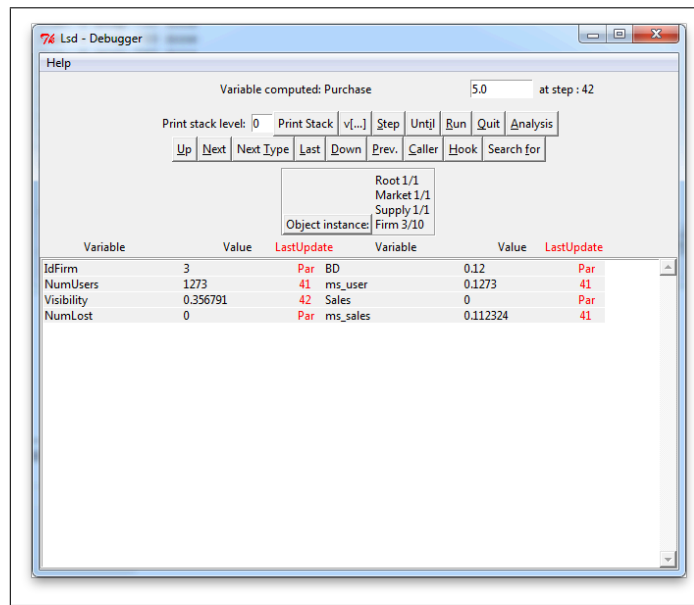 Lsd - Debugger
Help
Variable computed: Purchase 5.0 at step : 42
Print stack level: 0 Print Stack v[...] Step Until Run Quit Analysis
Up Next Next Type Last Down Prev. Caller Hook Search for
Root 1/1
Market 1/1
Supply 1/1
Object instance: Firm 3/10
Variable Value LastUpdate Variable Value LastUpdate
IdFirm 3 Par BD 0.12 Par
NumUsers 1273 41 ms_user 0.1273 41
Visibility 0.356791 42 Sales 0 Par
NumLost 0 Par ms_sales 0.112324 41